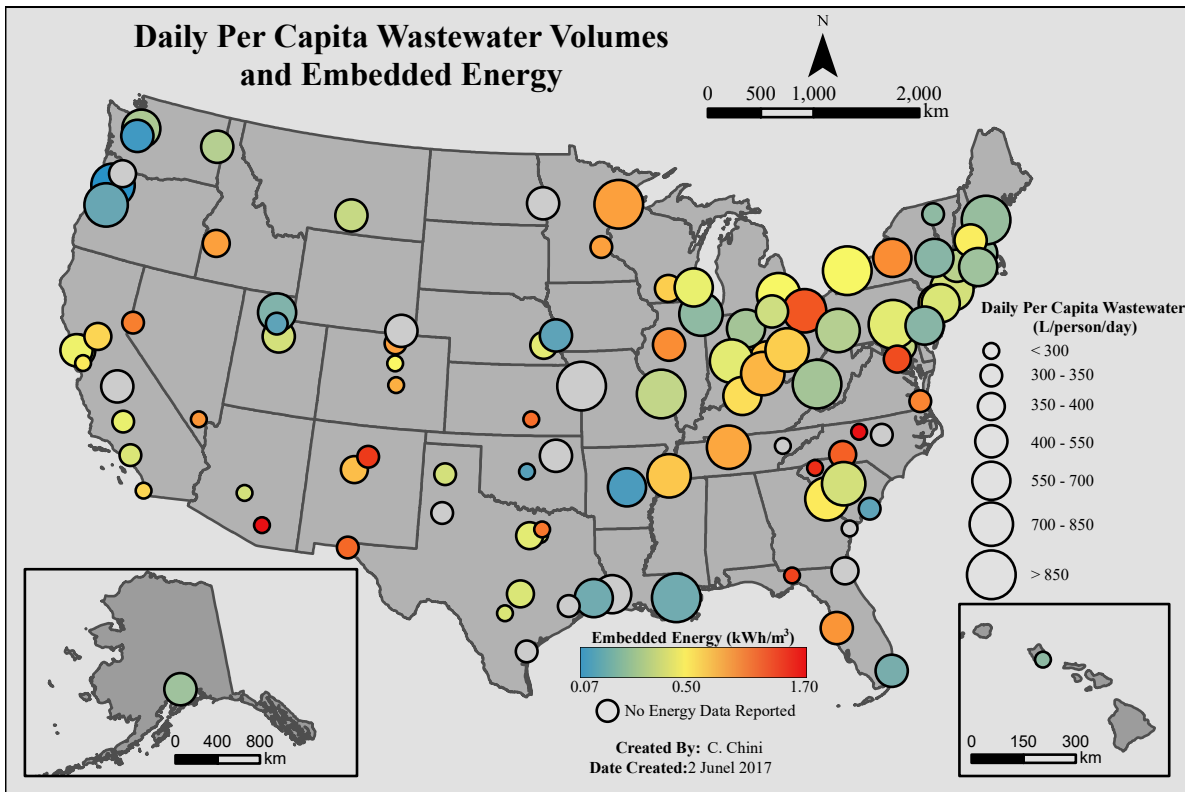 Daily Per Capita Wastewater Volumes
and Embedded Energy
N
0 500 1,000 2,000
km
Daily Per Capita Wastewater
(L/person/day)
< 300
300 - 350
350 - 400
400 - 550
550 - 700
700 - 850
> 850
Embedded Energy (kWh/m³)
0.07 0.50 1.70
No Energy Data Reported
Created By: C. Chini
Date Created:2 Junel 2017
0 400 800
km
0 150 300
km